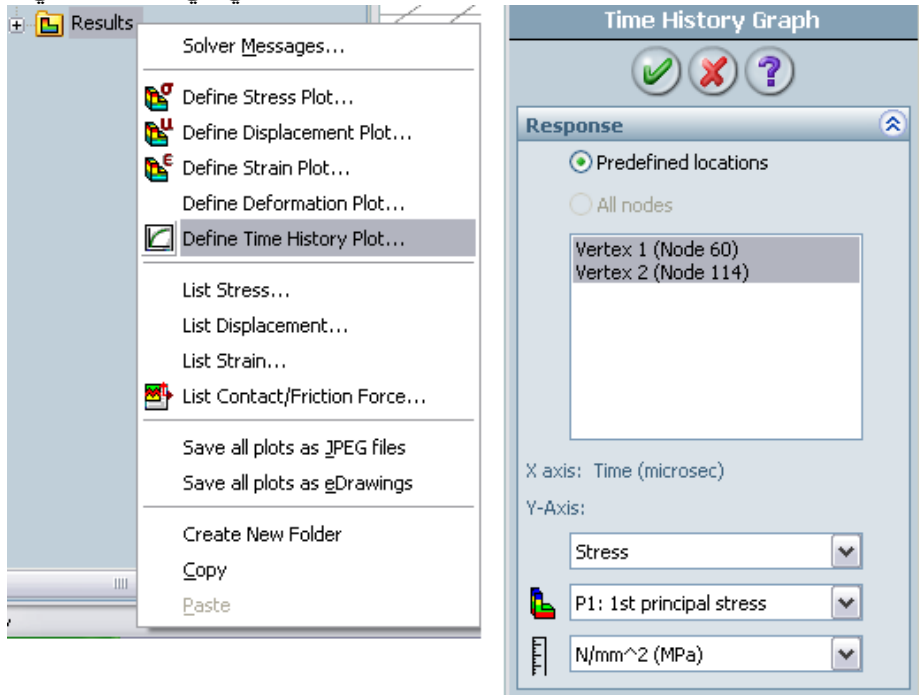 Results
Solver Messages...
Define Stress Plot...
Define Displacement Plot...
Define Strain Plot...
Define Deformation Plot...
Define Time History Plot...
List Stress...
List Displacement...
List Strain...
List Contact/Friction Force...
Save all plots as JPEG files
Save all plots as eDrawings
Create New Folder
Copy
Paste
Time History Graph
Response
Predefined locations
All nodes
Vertex 1 (Node 60)
Vertex 2 (Node 114)
X axis: Time (microsec)
Y-Axis:
Stress
P1: 1st principal stress
N/mm^2 (MPa)